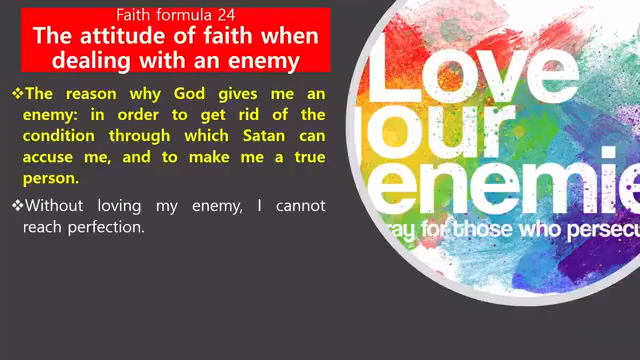 Faith formula 24
The attitude of faith when
dealing with an enemy
❖The reason why God gives me an
enemy: in order to get rid of the
condition through which Satan can
accuse me, and to make me a true
person.
❖Without loving my enemy, I cannot
reach perfection.
Love
your
enemie
ray for those who persecu